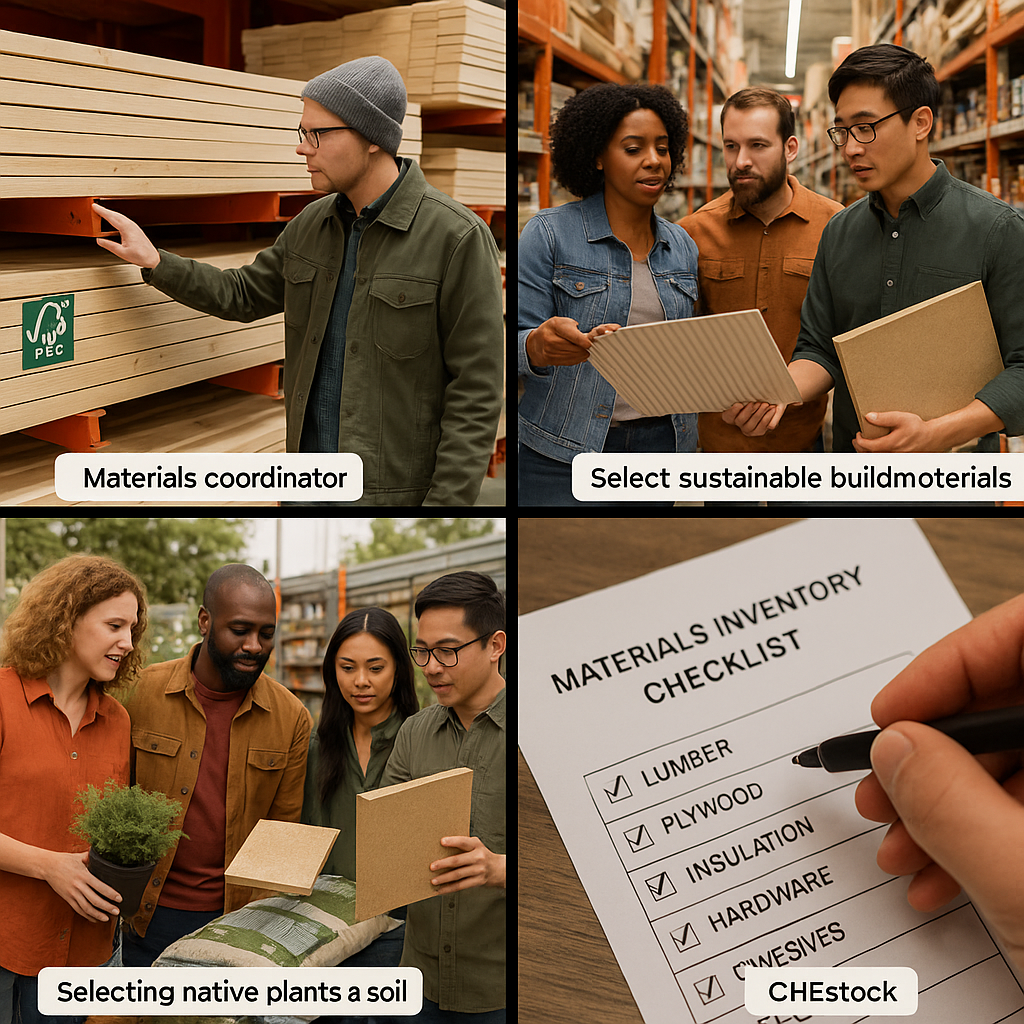 PEC
Materials coordinator
Select sustainable buildmoterials
Selecting native plants a soil
MATERIALS INVENTORY
CHECKLIST
LUMBER
PLYWOOD
INSULATION
HARDWARE
CHEstock